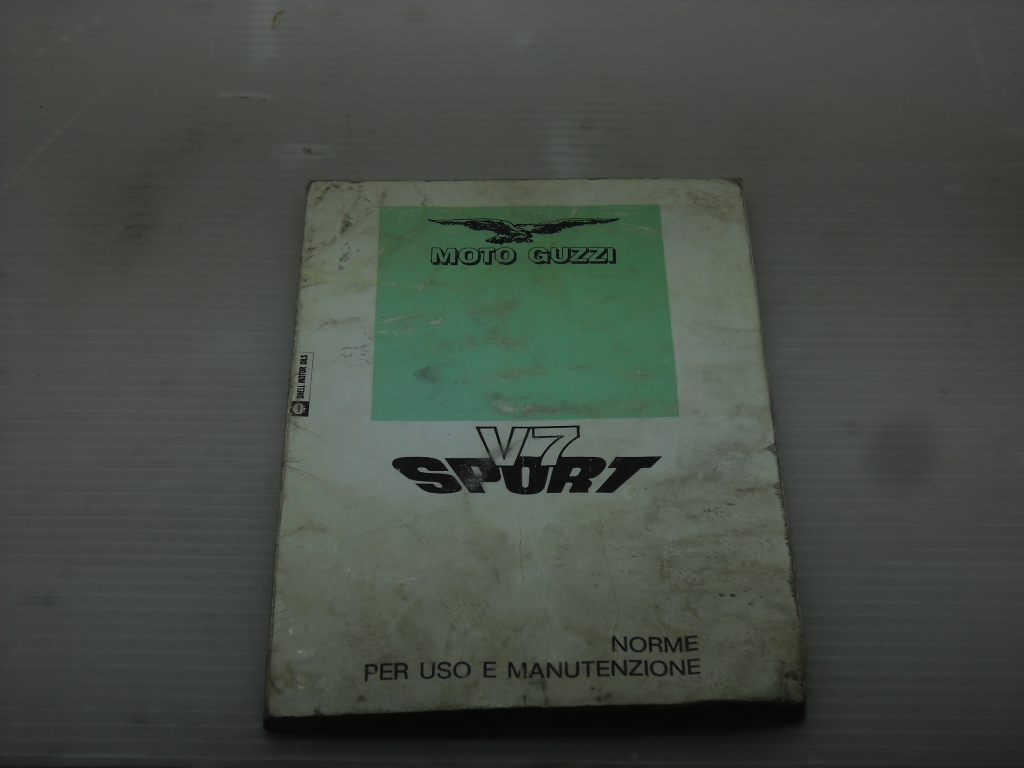 MOTO GUZZI
SHELL MOTOR OILS
V7
SPORT
NORME
PER USO E MANUTENZIONE